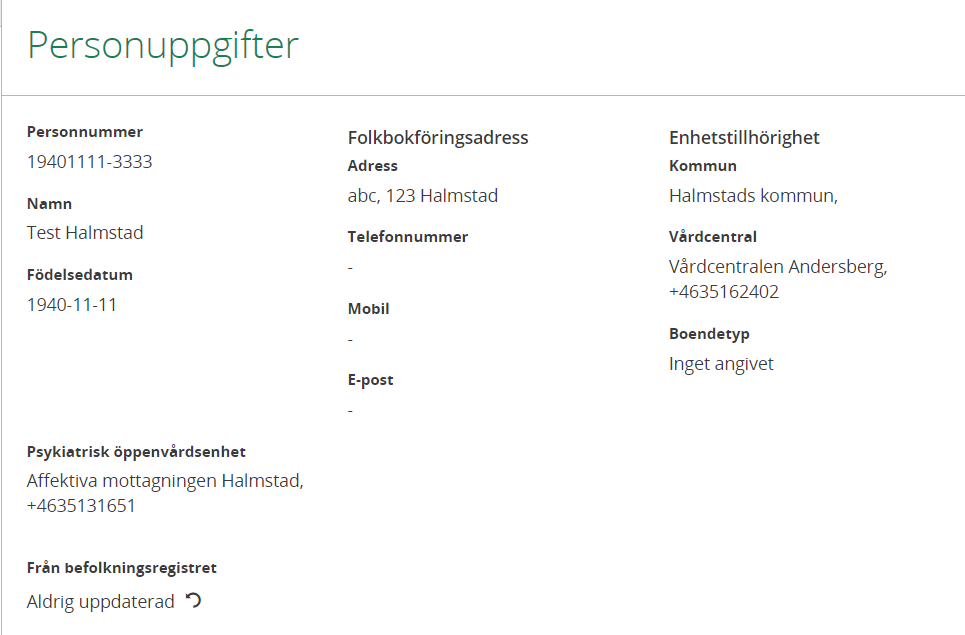 Personuppgifter
Personnummer
19401111-3333
Namn
Test Halmstad
Födelsedatum
1940-11-11
Folkbokföringsadress
Adress
abc, 123 Halmstad
Telefonnummer
-
Mobil
-
E-post
-
Enhetstillhörighet
Kommun
Halmstads kommun,
Vårdcentral
Vårdcentralen Andersberg,
+4635162402
Boendetyp
Inget angivet
Psykiatrisk öppenvårdsenhet
Affektiva mottagningen Halmstad,
+4635131651
Från befolkningsregistret
Aldrig uppdaterad